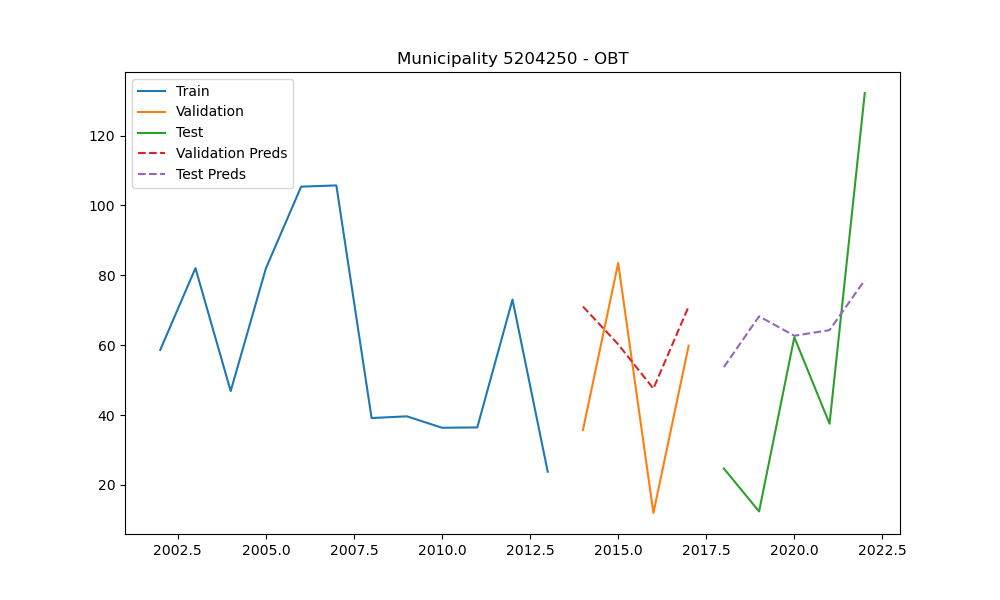 Municipality 5204250 - OBT
Train
Validation
Test
Validation Preds
Test Preds
120
100
80
60
40
20
2002.5 2005.0 2007.5 2010.0 2012.5 2015.0 2017.5 2020.0 2022.5